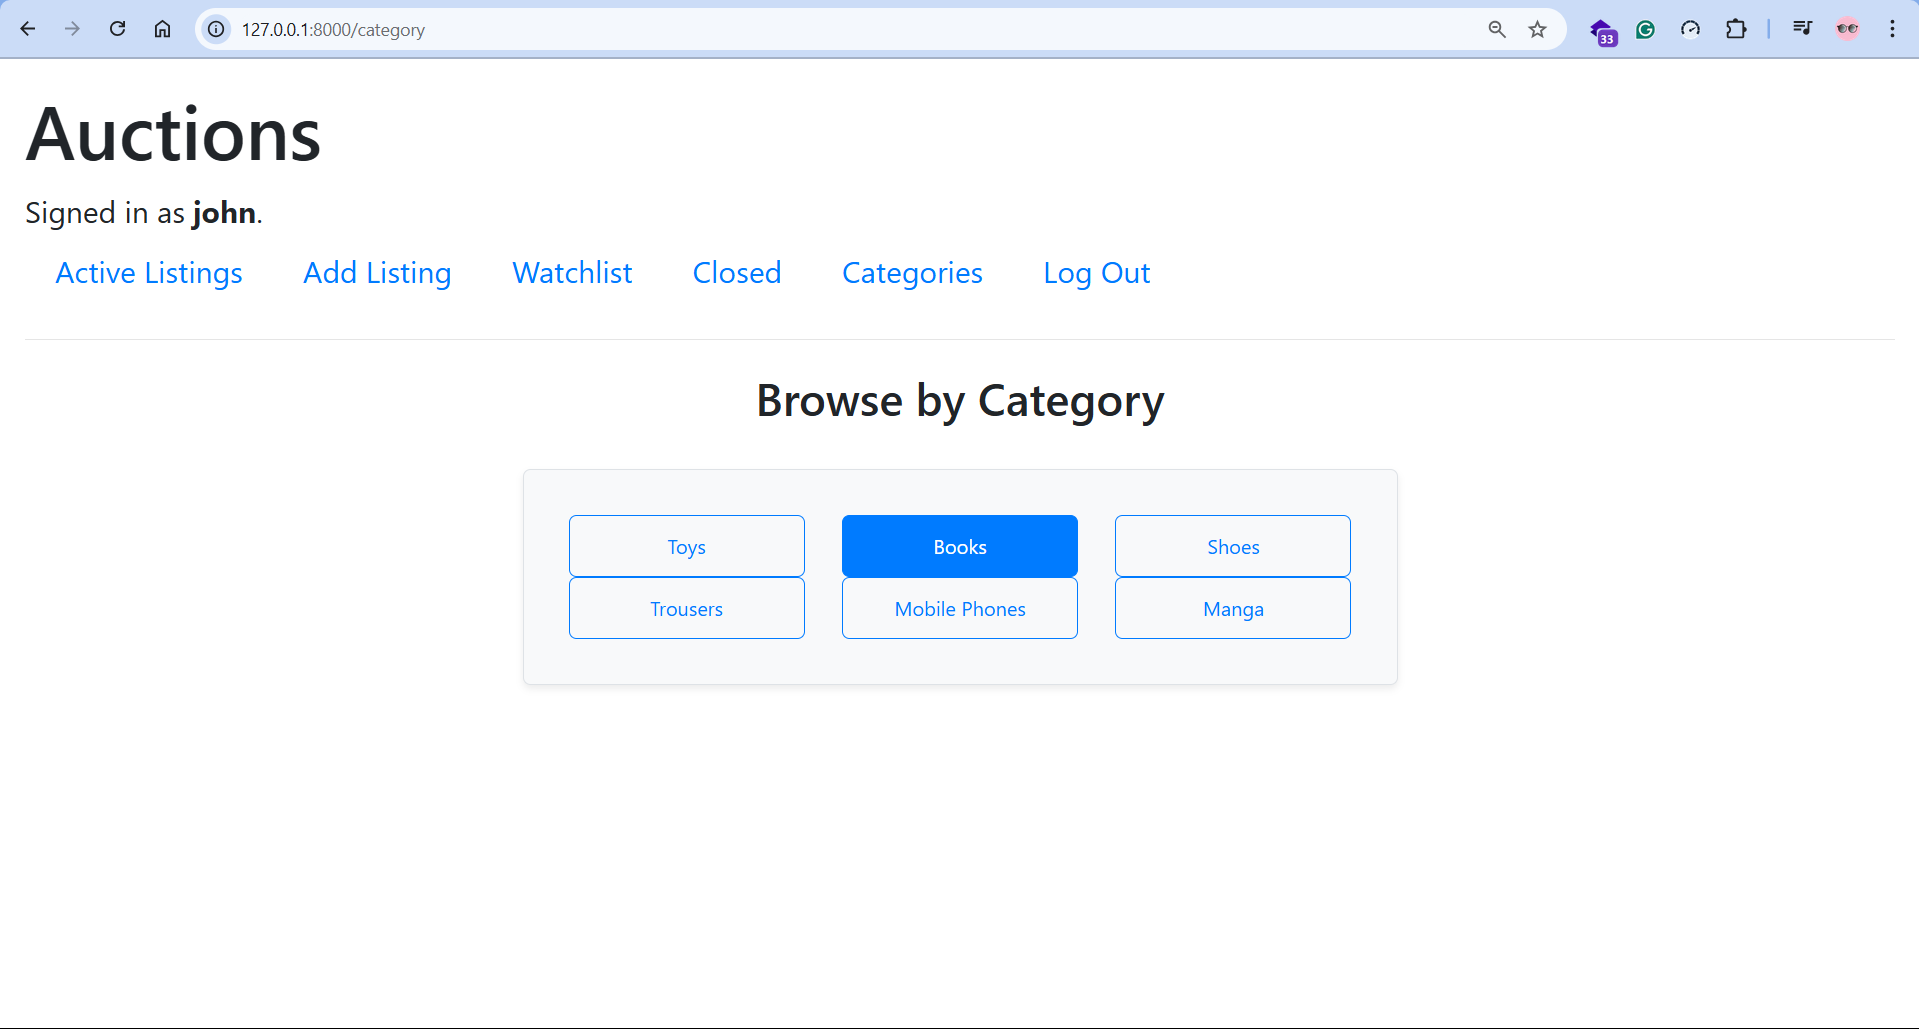 127.0.0.1:8000/category
33
Auctions
Signed in as john.
Active Listings Add Listing Watchlist Closed Categories Log Out
Browse by Category
Toys Books Shoes
Trousers Mobile Phones Manga